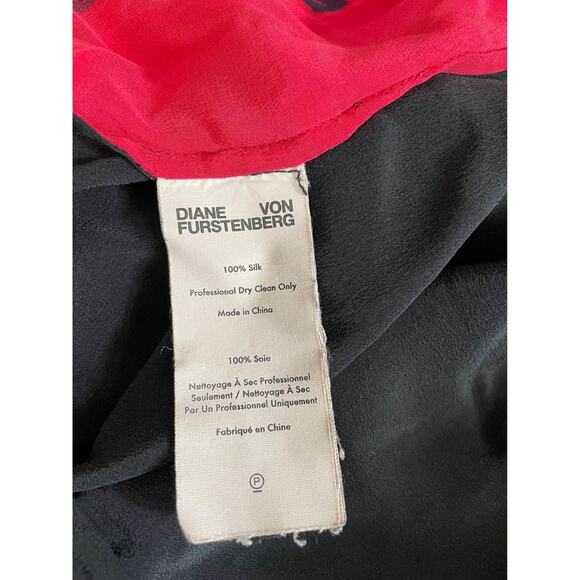 DIANE VON
FURSTENBERG
100% Silk
Professional Dry Clean Only
Made in China
100% Soie
Nettoyage À Sec Professionnel
Seulement / Nettoyage À Sec
Par Un Professionnel Uniquement
Fabriqué en Chine
P